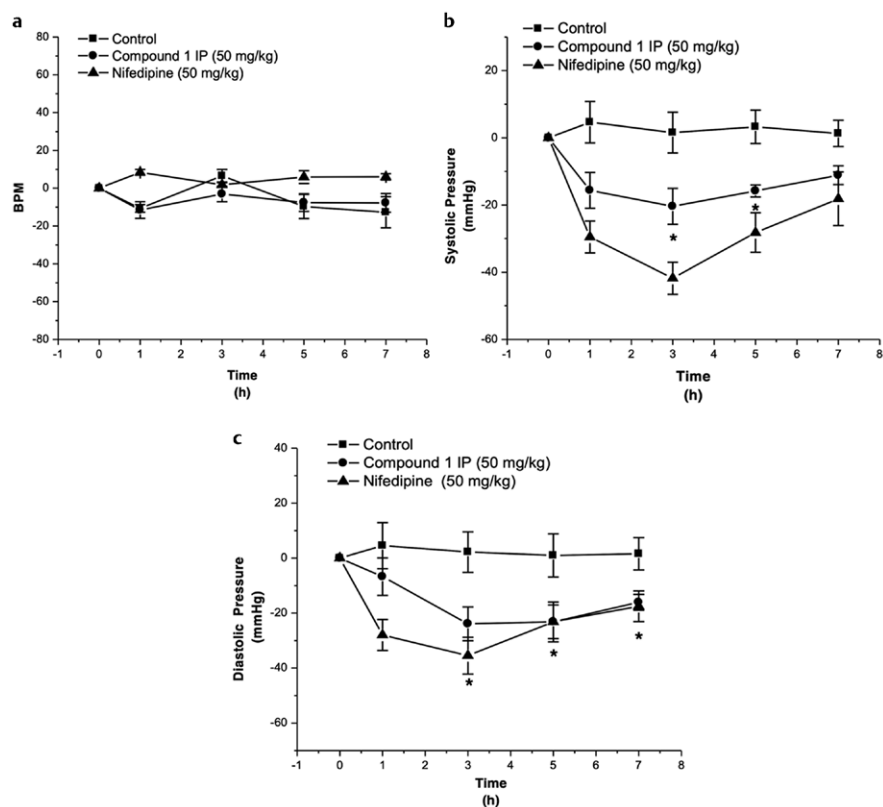 a
Control
Compound 1 IP (50 mg/kg)
Nifedipine (50 mg/kg)
80
60
40
20
0
-20
-40
-60
-80
BPM
-1 0 1 2 3 4 5 6 7 8
Time
(h)
b
Control
Compound 1 IP (50 mg/kg)
Nifedipine (50 mg/kg)
30
0
-20
-40
-60
Systolic Pressure
(mmHg)
*
*
-1 0 1 2 3 4 5 6 7 8
Time
(h)
c
Control
Compound 1 IP (50 mg/kg)
Nifedipine (50 mg/kg)
40
20
0
-20
-40
-60
Diastolic Pressure
(mmHg)
*
*
*
-1 0 1 2 3 4 5 6 7 8
Time
(h)